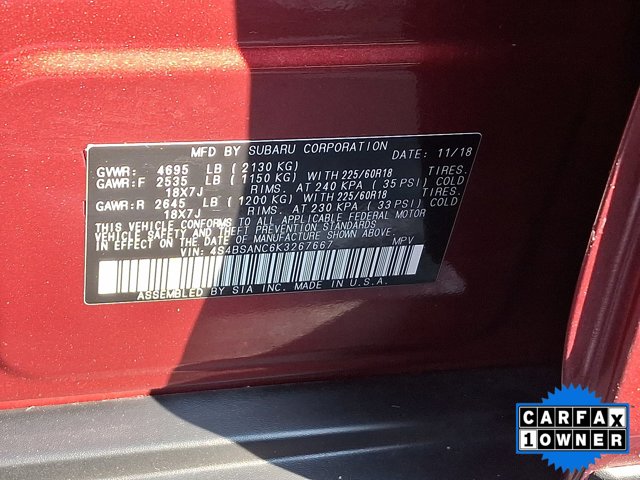 MFD BY SUBARU CORPORATION
GVWR: 4695 LB (2130 KG) DATE: 11/18
GAWR:F 2535 LB (1150 KG) WITH 225/60R18 TIRES.
18X7J RIMS. AT 240 KPA (35 PSI) COLD
GAWR:R 2645 LB (1200 KG) WITH 225/60R18 TIRES.
18X7J RIMS. AT 230 KPA (33 PSI) COLD
THIS VEHICLE CONFORMS TO ALL APPLICABLE FEDERAL MOTOR
VEHICLE SAFETY AND THEFT PREVENTION STANDARDS
IN EFFECT ON THE DATE OF MANUFACTURE SHOWN ABOVE.
VIN: 4S4BSANC6K3267667 MPV
ASSEMBLED BY SIA INC. MADE IN U.S.A.
CARFAX
1 OWNER